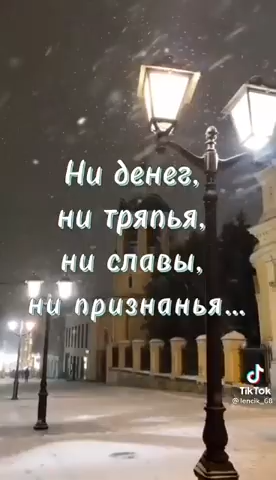 Ни денег,
ни тряпья,
ни славы,
ни признанья...
TikTok
@lencik_68